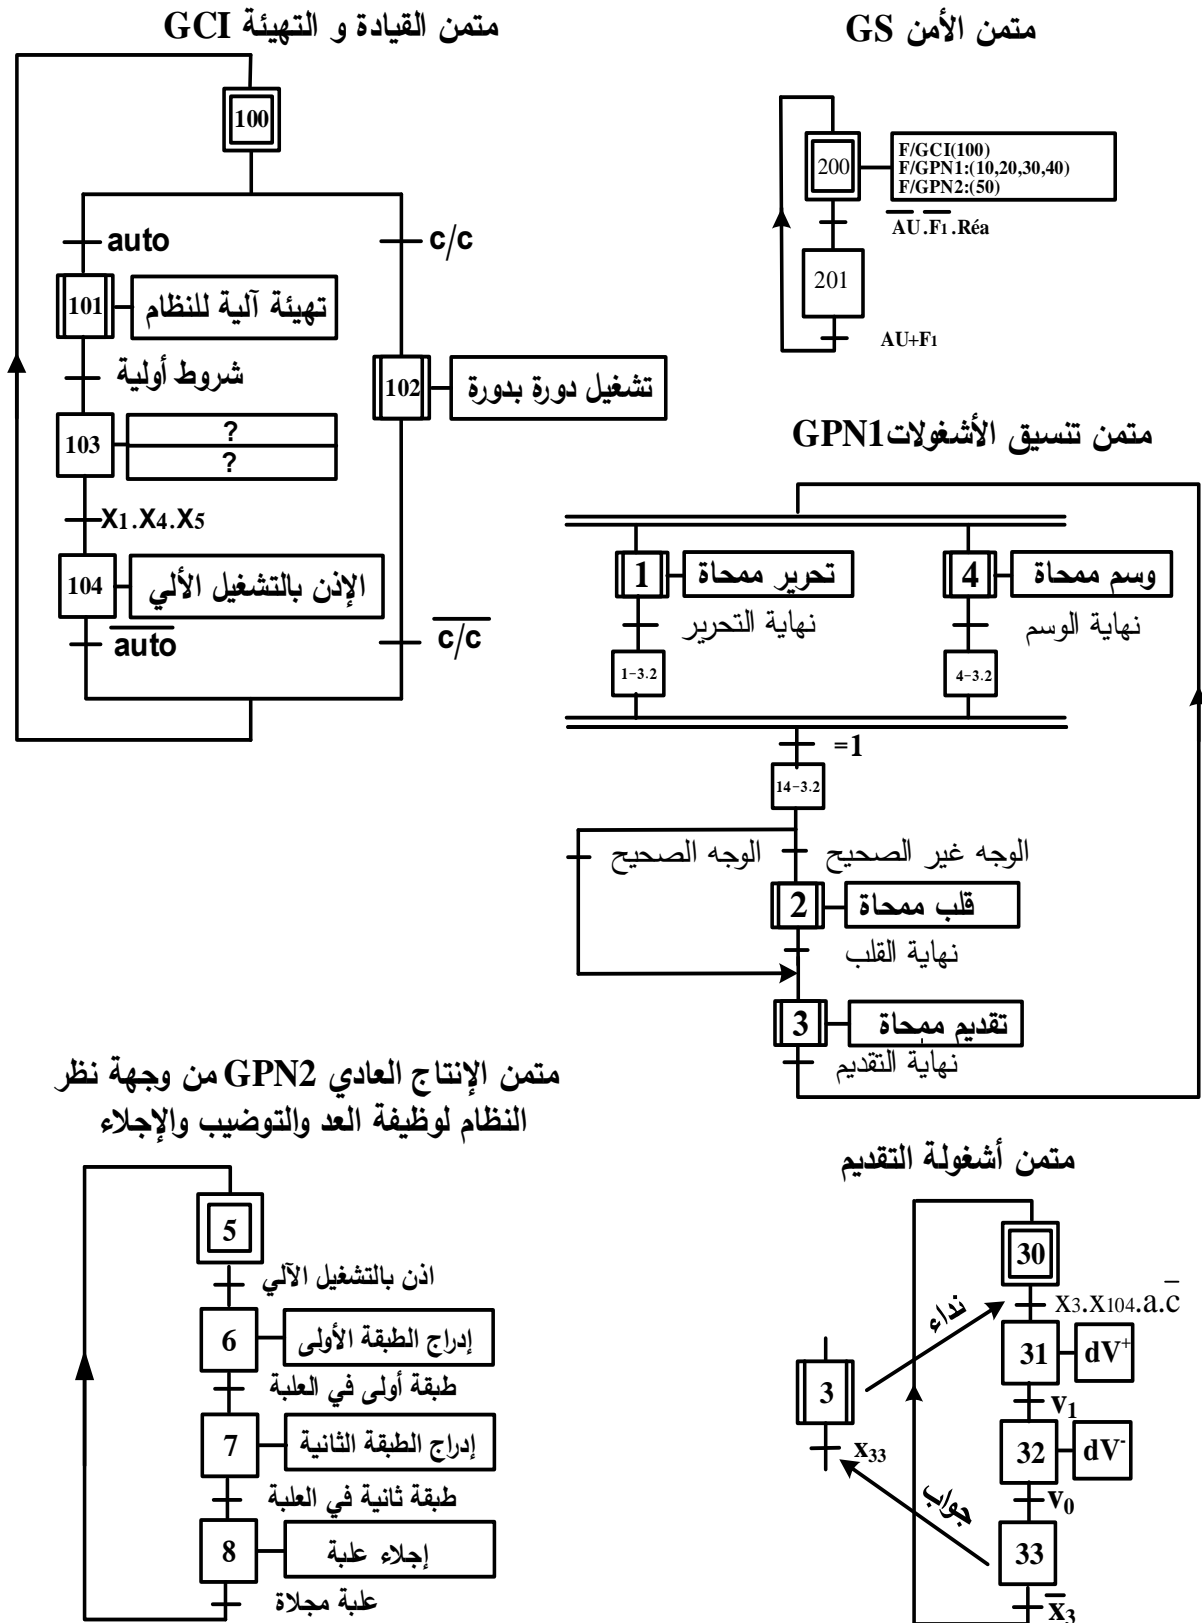 متمن القيادة و التهيئة GCI
100
auto
c/c
101
تهيئة آلية للنظام
شروط أولية
102
تشغيل دورة بدورة
103
?
?
X1.X4.X5
104
الإذن بالتشغيل الألي
a̅u̅t̅o̅
c̅/̅c̅
متمن الأمن GS
200
F/GCI(100)
F/GPN1:(10,20,30,40)
F/GPN2:(50)
A̅U̅.F̅1.Réa
201
AU+F1
متمن تنسيق الأشغولات GPN1
1
تحرير ممحاة
4
وسم ممحاة
نهاية التحرير
نهاية الوسم
1-3.2
4-3.2
=1
14-3.2
الوجه الصحيح
الوجه غير الصحيح
2
قلب ممحاة
نهاية القلب
3
تقديم ممحاة
نهاية التقديم
متمن الإنتاج العادي GPN2 من وجهة نظر
النظام لوظيفة العد والتوضيب والإجلاء
5
اذن بالتشغيل الآلي
6
إدراج الطبقة الأولى
طبقة أولى في العلبة
7
إدراج الطبقة الثانية
طبقة ثانية في العلبة
8
إجلاء علبة
علبة مجلاة
متمن أشغولة التقديم
30
X3.X104.a.c̅
نداء
31
dV+
3
v1
x33
32
dV-
جواب
v0
33
x̅3